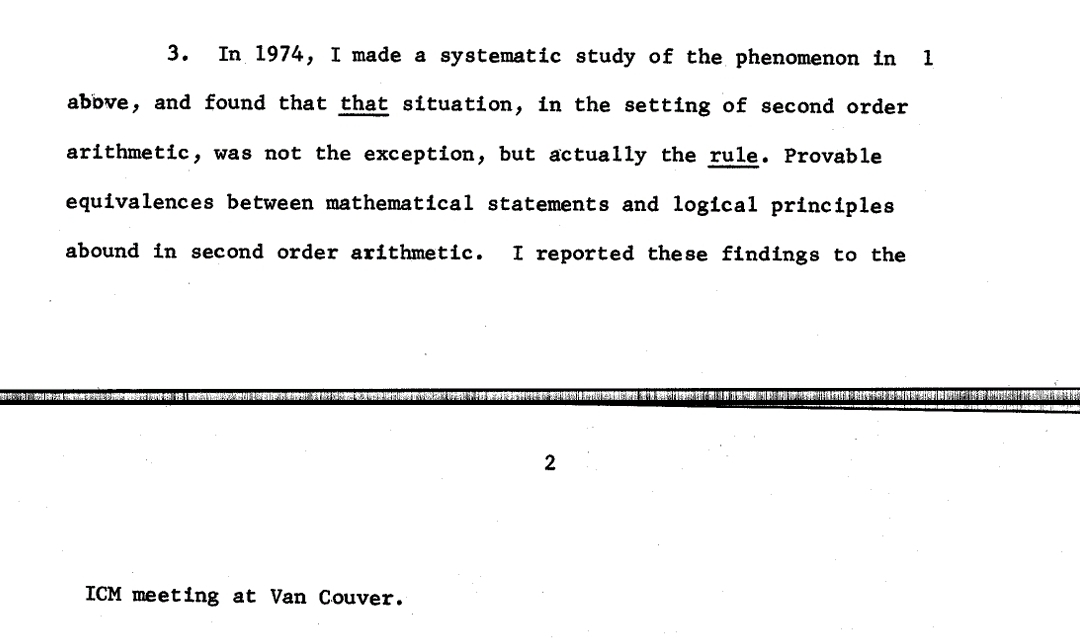 3. In 1974, I made a systematic study of the phenomenon in 1
above, and found that that situation, in the setting of second order
arithmetic, was not the exception, but actually the rule. Provable
equivalences between mathematical statements and logical principles
abound in second order arithmetic. I reported these findings to the
2
ICM meeting at Van Couver.